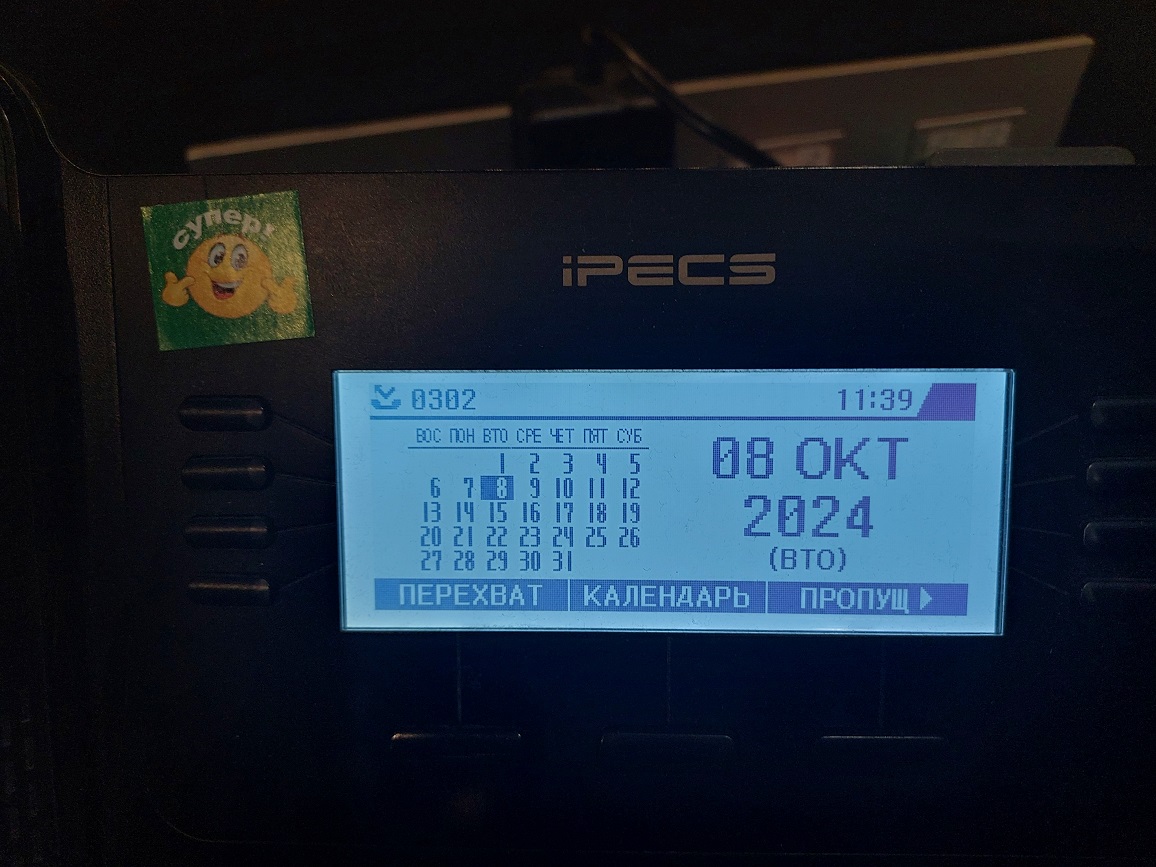 супер!
iPECS
0302 11:39
ВОС ПОН ВТО СРЕ ЧЕТ ПЯТ СУБ
1 2 3 4 5
6 7 8 9 10 11 12
13 14 15 16 17 18 19
20 21 22 23 24 25 26
27 28 29 30 31
08 ОКТ
2024
(ВТО)
ПЕРЕХВАТ КАЛЕНДАРЬ ПРОПУЩ